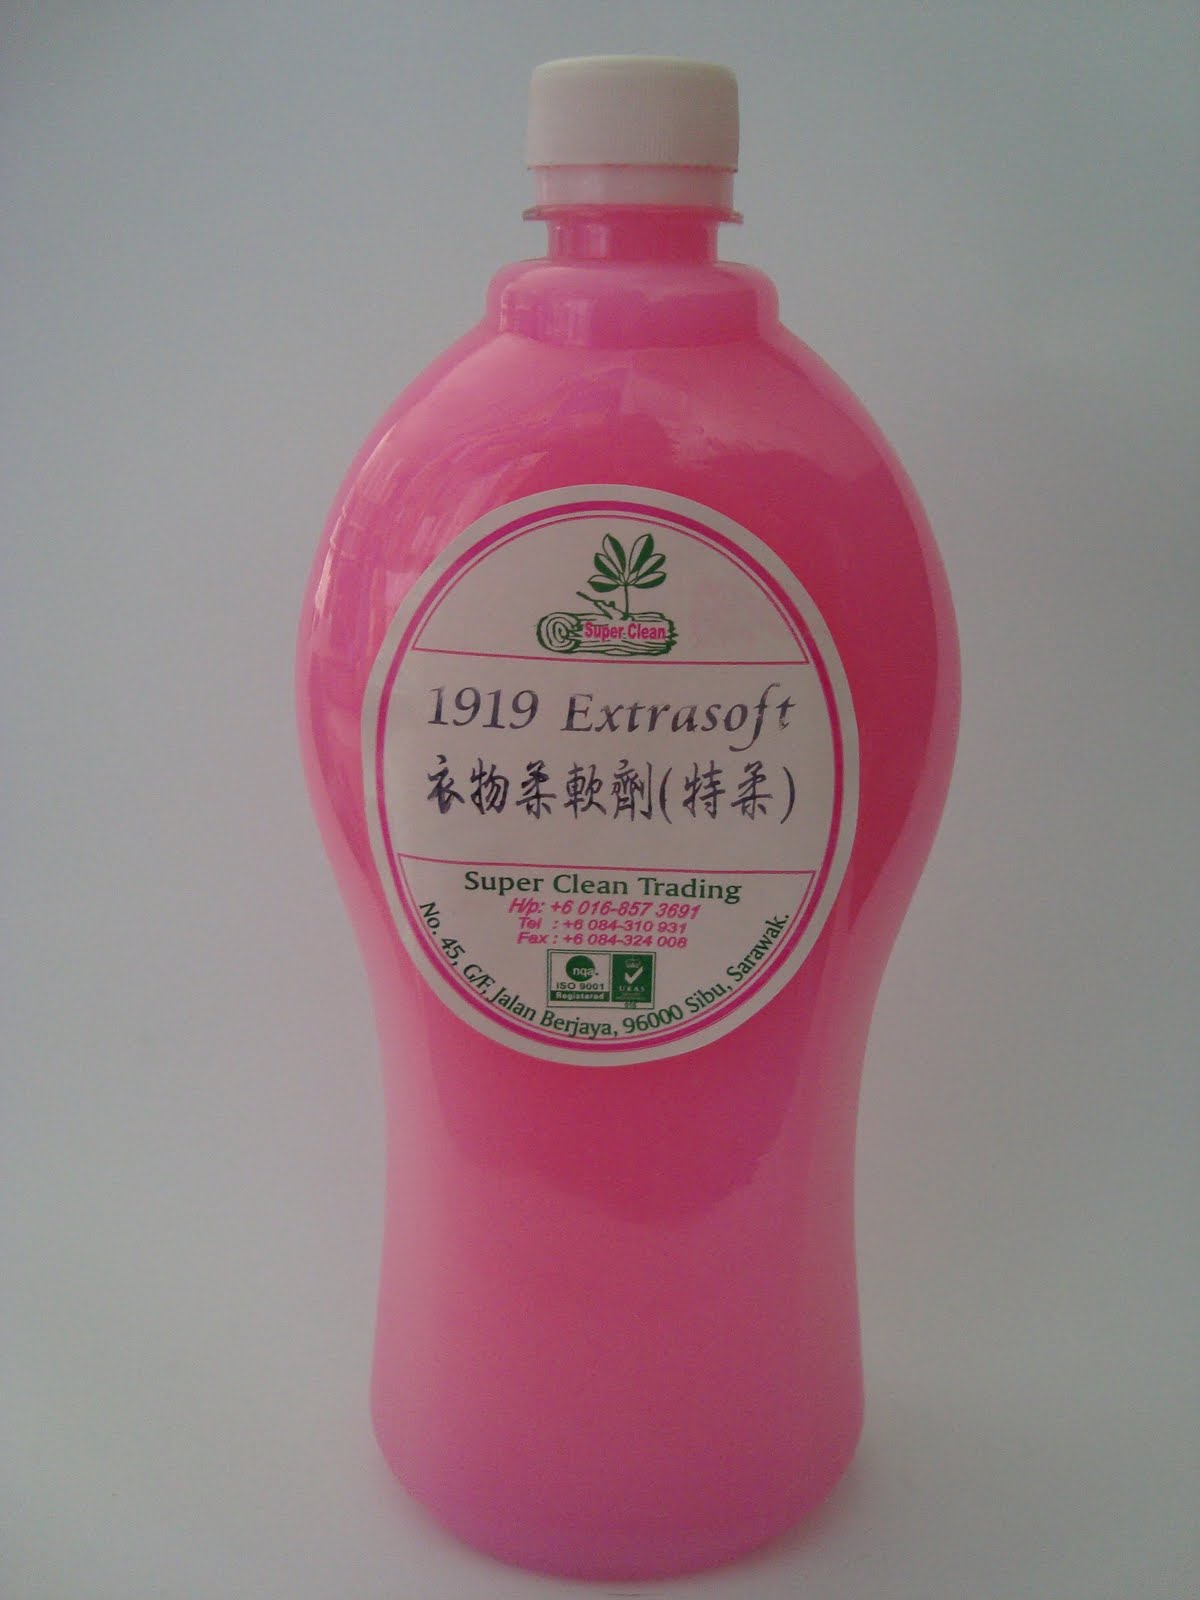 Super Clean
1919 Extrasoft
衣物柔軟劑(特柔)
Super Clean Trading
H/p: +6 016-857 3691
Tel : +6 084-310 931
Fax : +6 084-324 008
nqa.
ISO 9001
Registered
UKAS
No. 45, G/F, Jalan Berjaya, 96000 Sibu, Sarawak.